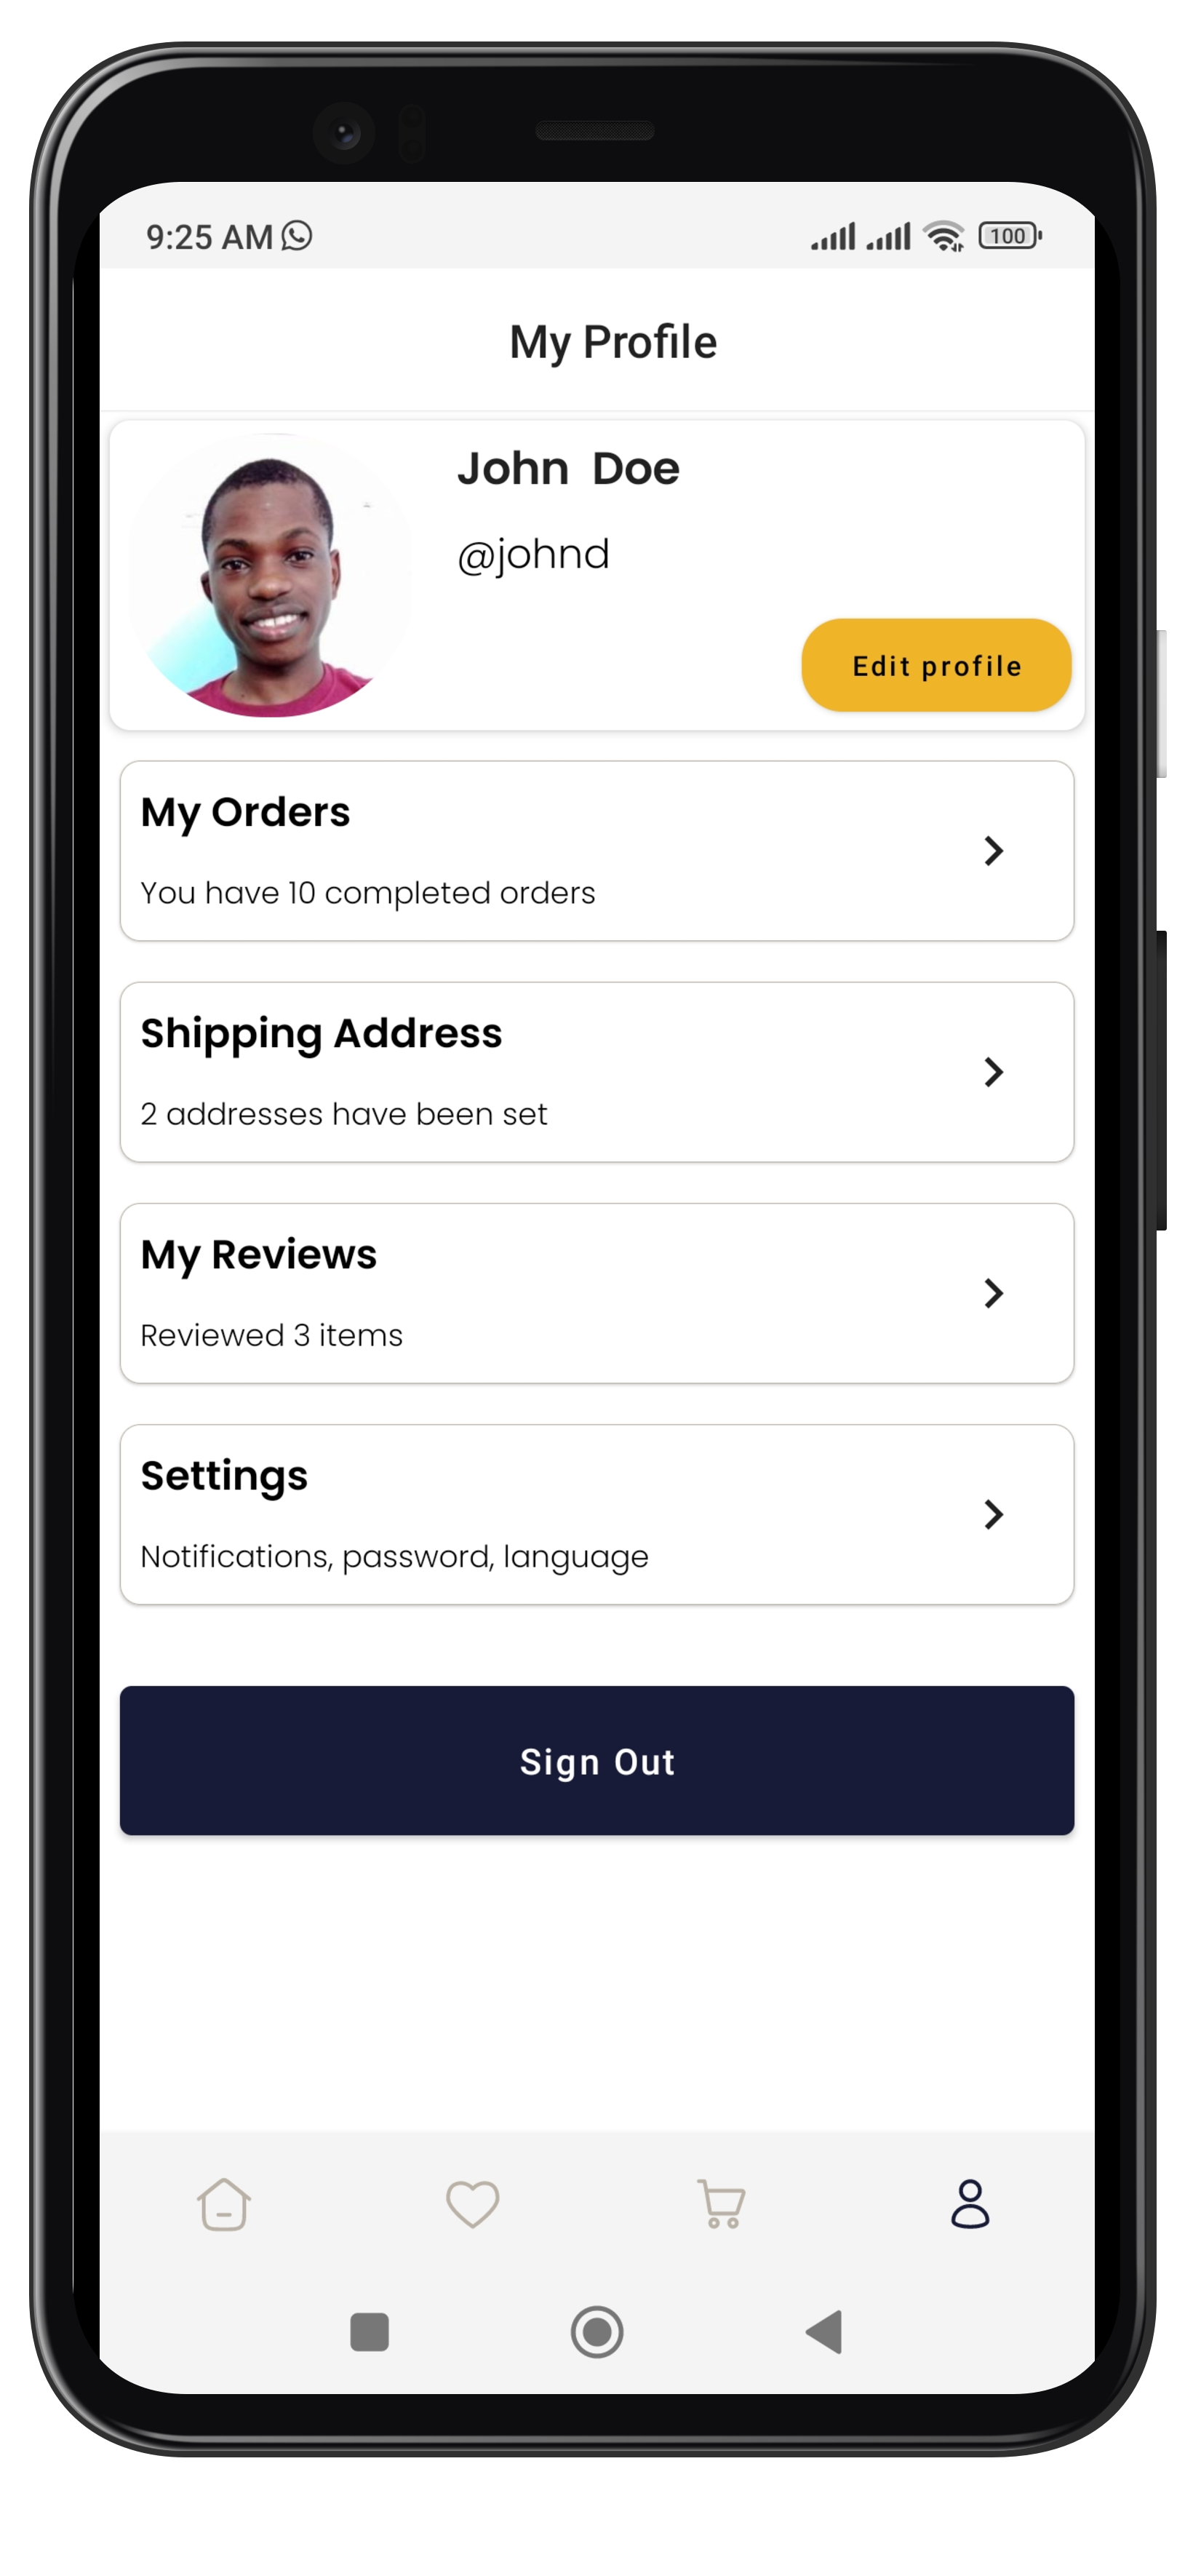 9:25 AM
100
My Profile
John Doe
@johnd
Edit profile
My Orders
You have 10 completed orders
Shipping Address
2 addresses have been set
My Reviews
Reviewed 3 items
Settings
Notifications, password, language
Sign Out